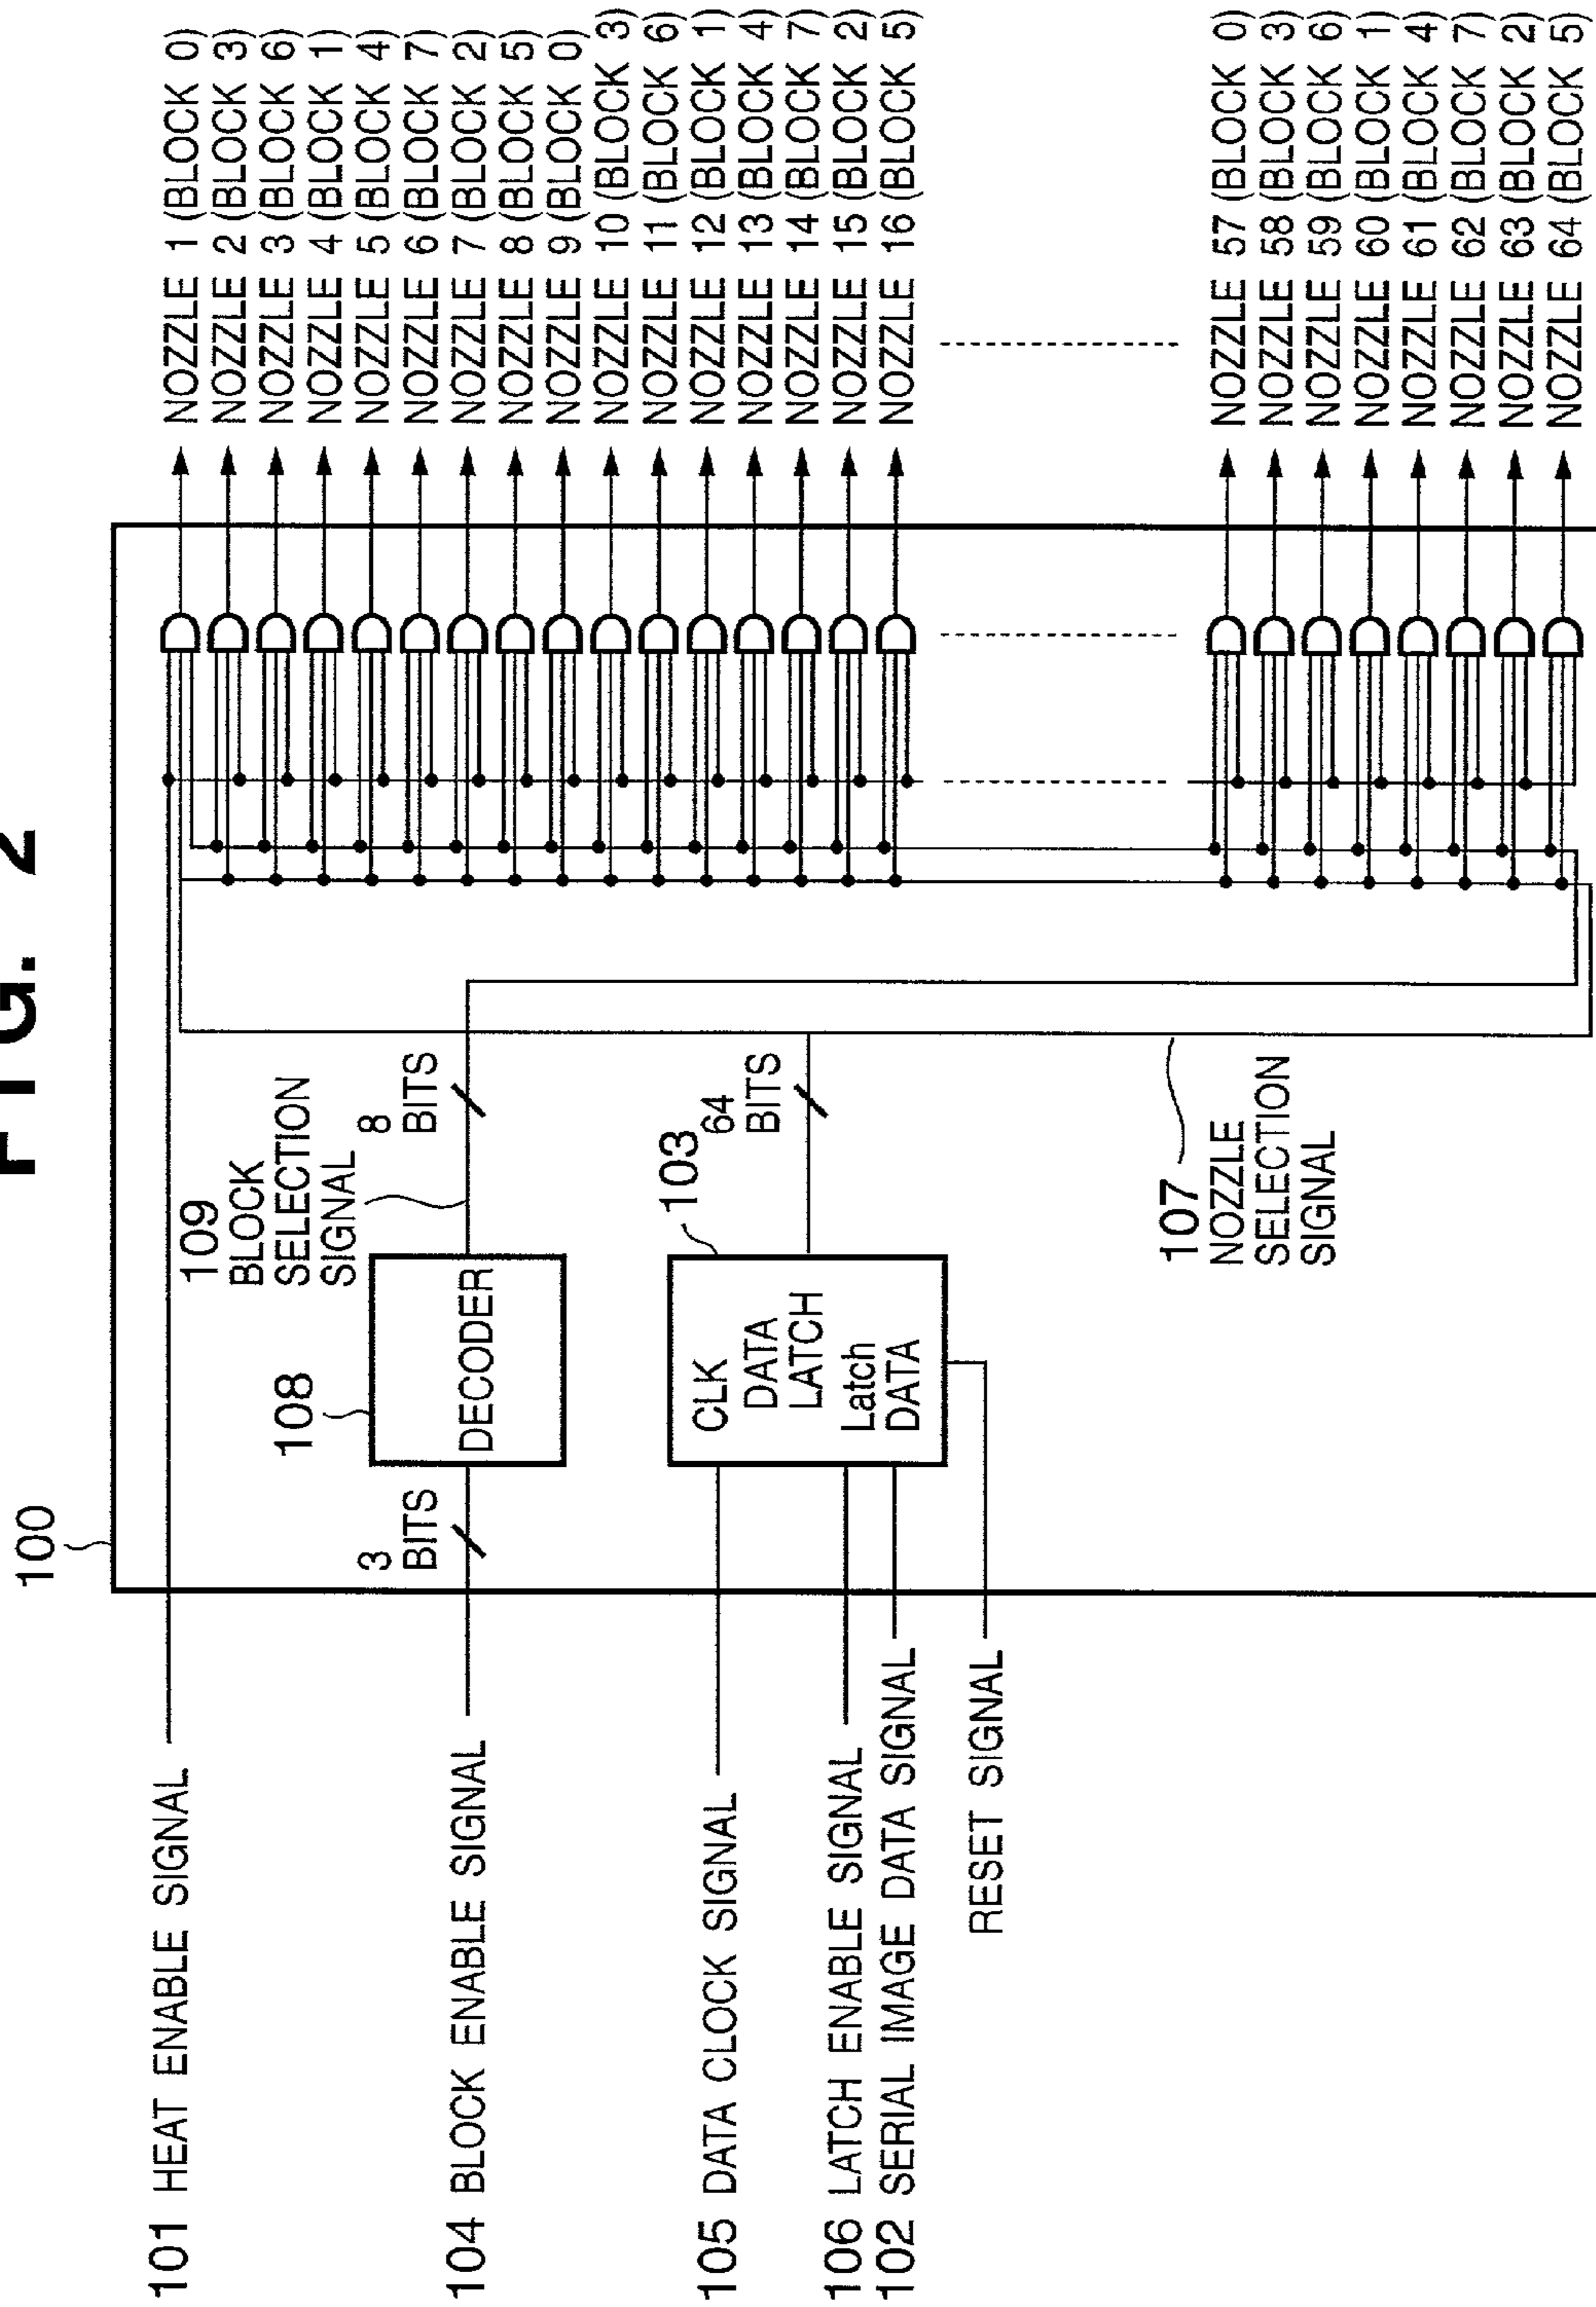 FIG. 2
100
101 HEAT ENABLE SIGNAL
104 BLOCK ENABLE SIGNAL
105 DATA CLOCK SIGNAL
106 LATCH ENABLE SIGNAL
102 SERIAL IMAGE DATA SIGNAL
RESET SIGNAL
3
BITS
108
DECODER
109
BLOCK
SELECTION
SIGNAL
8
BITS
CLK
DATA
LATCH
Latch
DATA
103
64
BITS
107
NOZZLE
SELECTION
SIGNAL
NOZZLE 1 (BLOCK 0)
NOZZLE 2 (BLOCK 3)
NOZZLE 3 (BLOCK 6)
NOZZLE 4 (BLOCK 1)
NOZZLE 5 (BLOCK 4)
NOZZLE 6 (BLOCK 7)
NOZZLE 7 (BLOCK 2)
NOZZLE 8 (BLOCK 5)
NOZZLE 9 (BLOCK 0)
NOZZLE 10 (BLOCK 3)
NOZZLE 11 (BLOCK 6)
NOZZLE 12 (BLOCK 1)
NOZZLE 13 (BLOCK 4)
NOZZLE 14 (BLOCK 7)
NOZZLE 15 (BLOCK 2)
NOZZLE 16 (BLOCK 5)
NOZZLE 57 (BLOCK 0)
NOZZLE 58 (BLOCK 3)
NOZZLE 59 (BLOCK 6)
NOZZLE 60 (BLOCK 1)
NOZZLE 61 (BLOCK 4)
NOZZLE 62 (BLOCK 7)
NOZZLE 63 (BLOCK 2)
NOZZLE 64 (BLOCK 5)